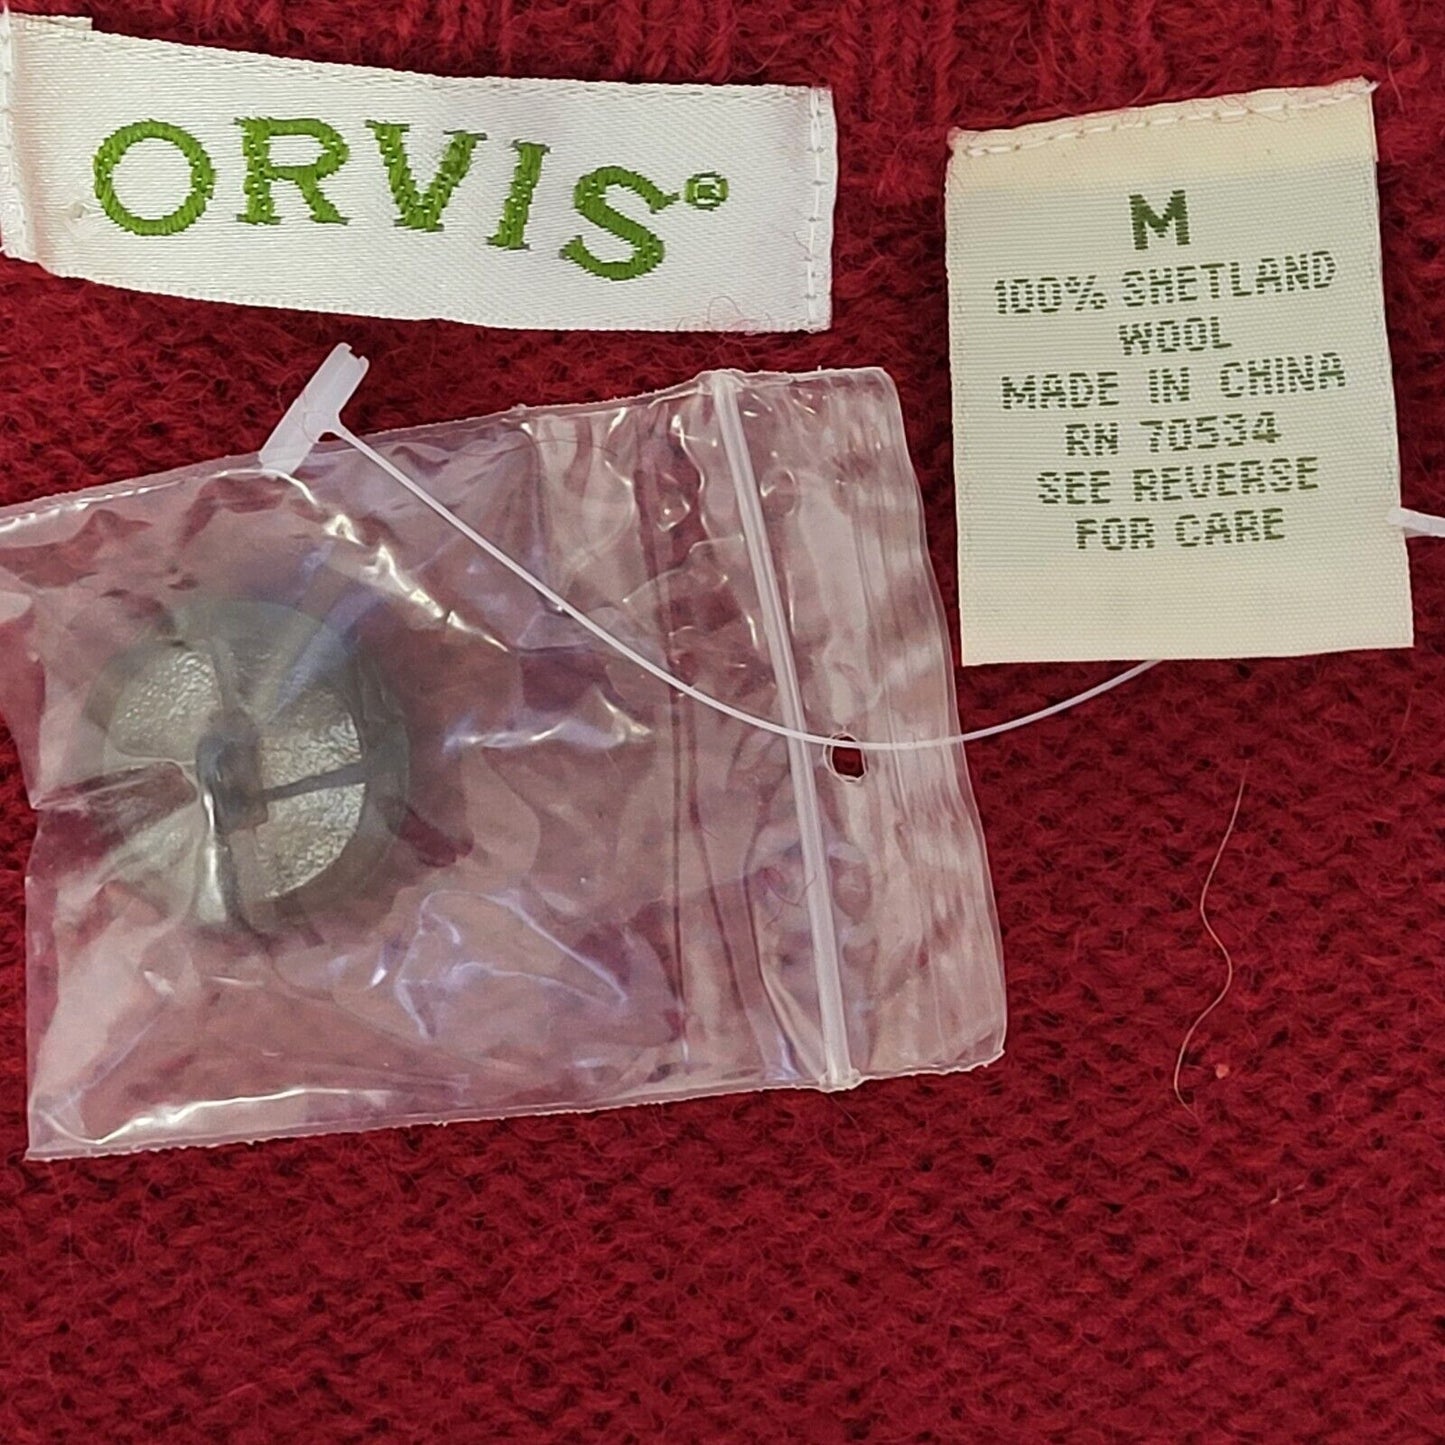 ORVIS®
M
100% SHETLAND
WOOL
MADE IN CHINA
RN 70534
SEE REVERSE
FOR CARE